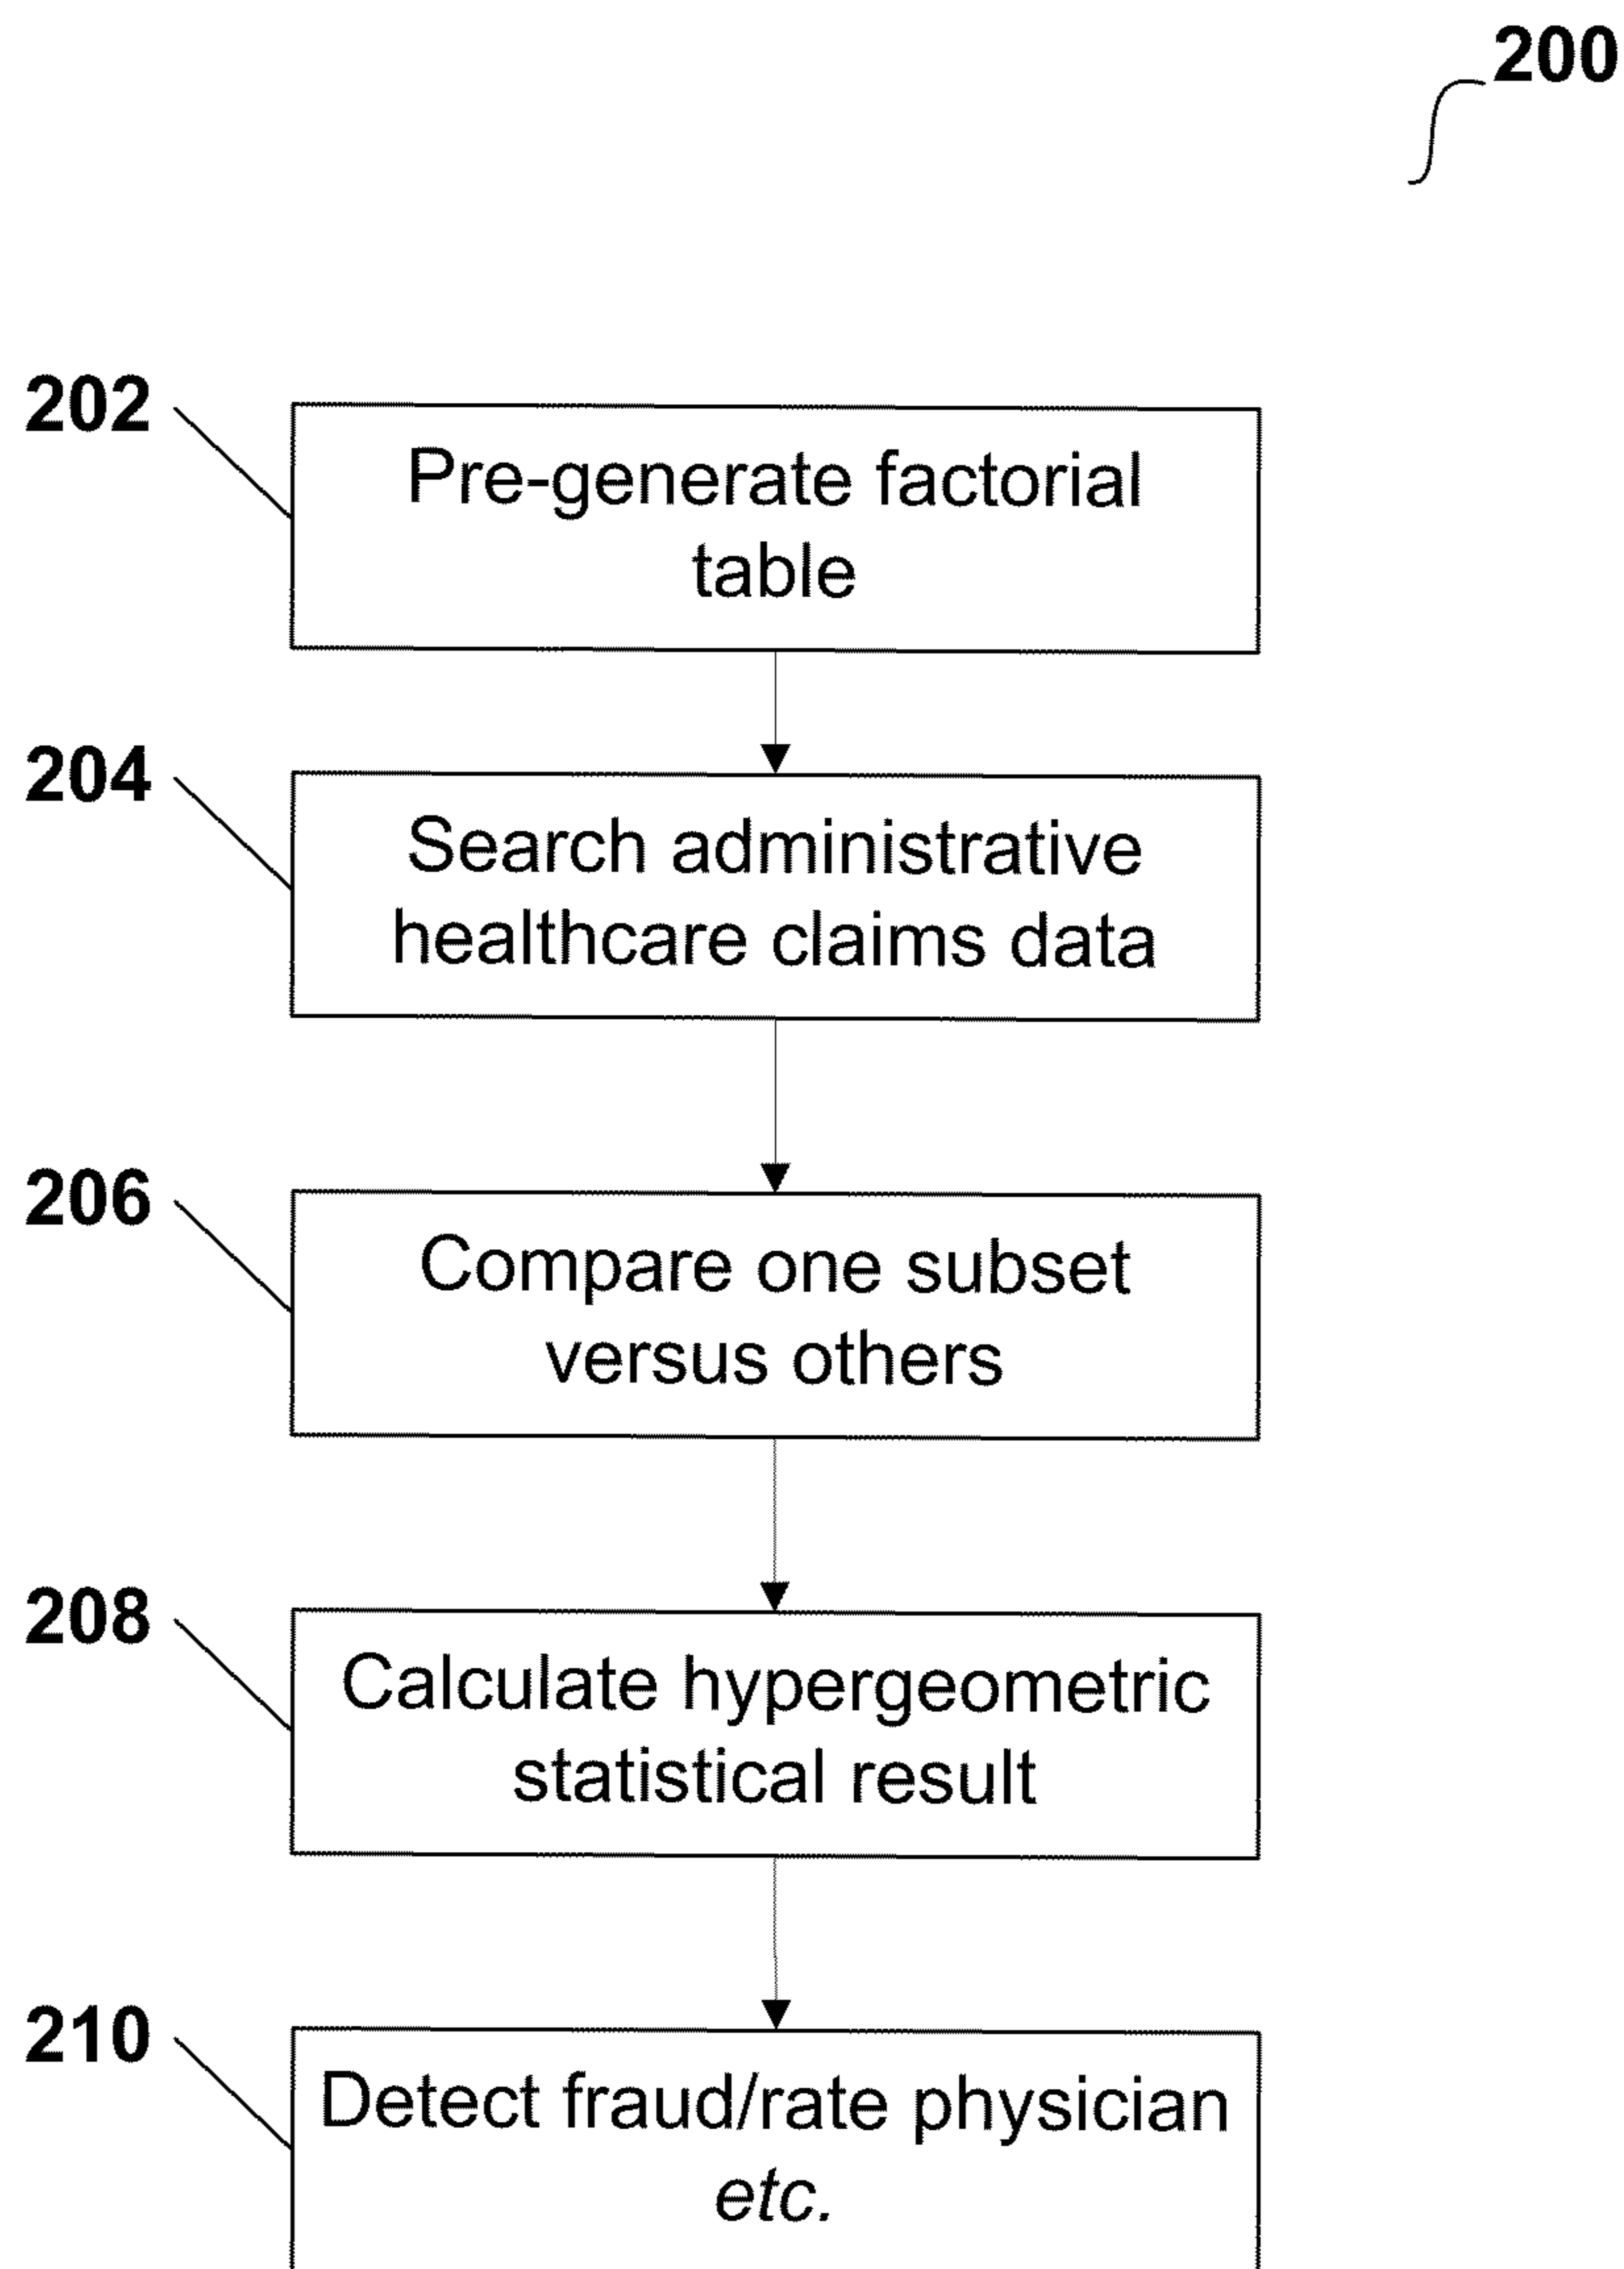 200
202
Pre-generate factorial
table
204
Search administrative
healthcare claims data
206
Compare one subset
versus others
208
Calculate hypergeometric
statistical result
210
Detect fraud/rate physician
etc.